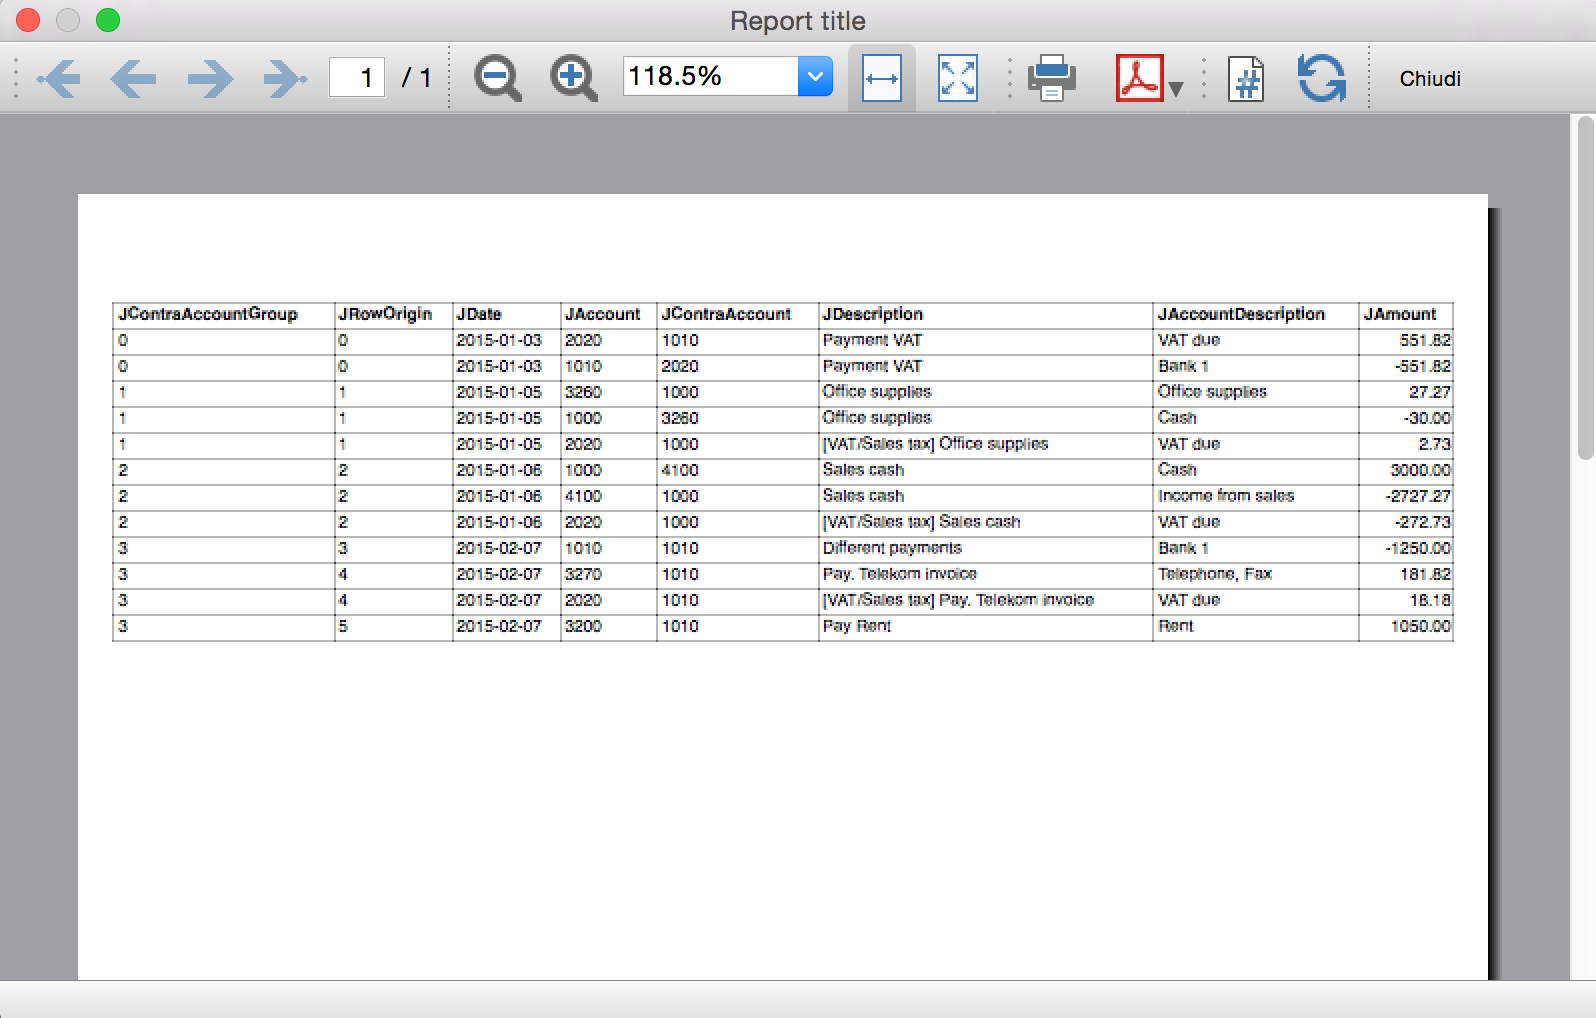 Report title
1 / 1 118.5% Chiudi
JContraAccountGroup JRowOrigin JDate JAccount JContraAccount JDescription JAccountDescription JAmount
0 0 2015-01-03 2020 1010 Payment VAT VAT due 551.82
0 0 2015-01-03 1010 2020 Payment VAT Bank 1 -551.82
1 1 2015-01-05 3260 1000 Office supplies Office supplies 27.27
1 1 2015-01-05 1000 3260 Office supplies Cash -30.00
1 1 2015-01-05 2020 1000 [VAT/Sales tax] Office supplies VAT due 2.73
2 2 2015-01-06 1000 4100 Sales cash Cash 3000.00
2 2 2015-01-06 4100 1000 Sales cash Income from sales -2727.27
2 2 2015-01-06 2020 1000 [VAT/Sales tax] Sales cash VAT due -272.73
3 3 2015-02-07 1010 1010 Different payments Bank 1 -1250.00
3 4 2015-02-07 3270 1010 Pay. Telekom invoice Telephone, Fax 181.82
3 4 2015-02-07 2020 1010 [VAT/Sales tax] Pay. Telekom invoice VAT due 18.18
3 5 2015-02-07 3200 1010 Pay Rent Rent 1050.00